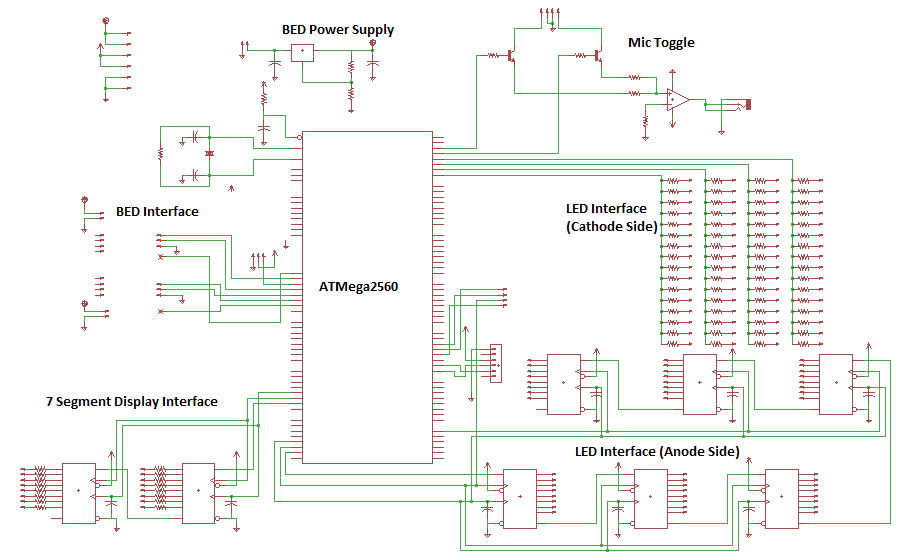 BED Power Supply
Mic Toggle
BED Interface
LED Interface
(Cathode Side)
ATMega2560
7 Segment Display Interface
LED Interface (Anode Side)